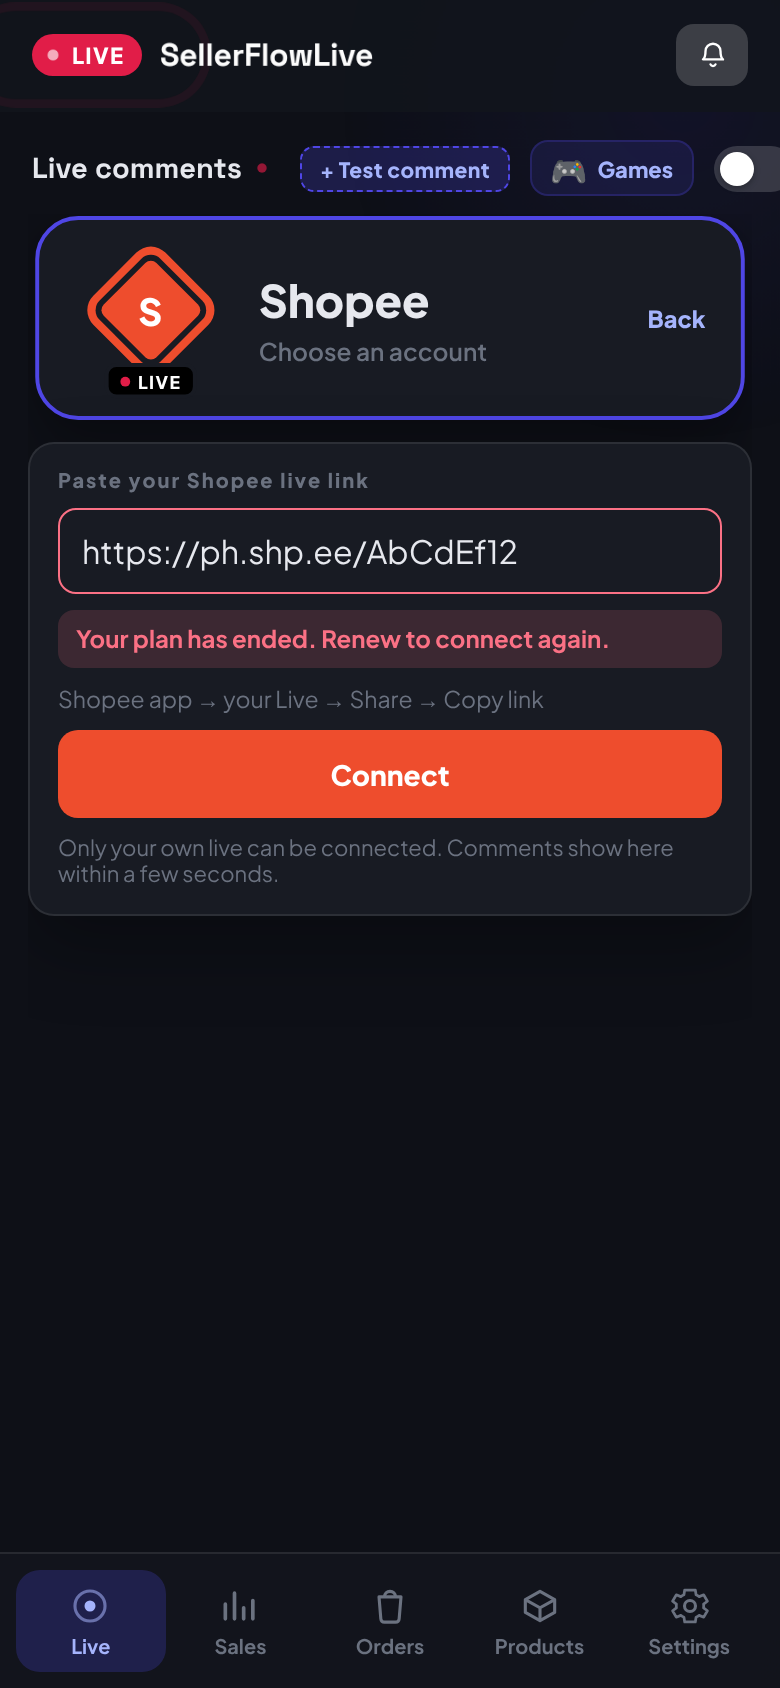 LIVE SellerFlowLive
Live comments + Test comment Games
S
LIVE
Shopee
Choose an account
Back
Paste your Shopee live link
https://ph.shp.ee/AbCdEf12
Your plan has ended. Renew to connect again.
Shopee app → your Live → Share → Copy link
Connect
Only your own live can be connected. Comments show here
within a few seconds.
Live Sales Orders Products Settings